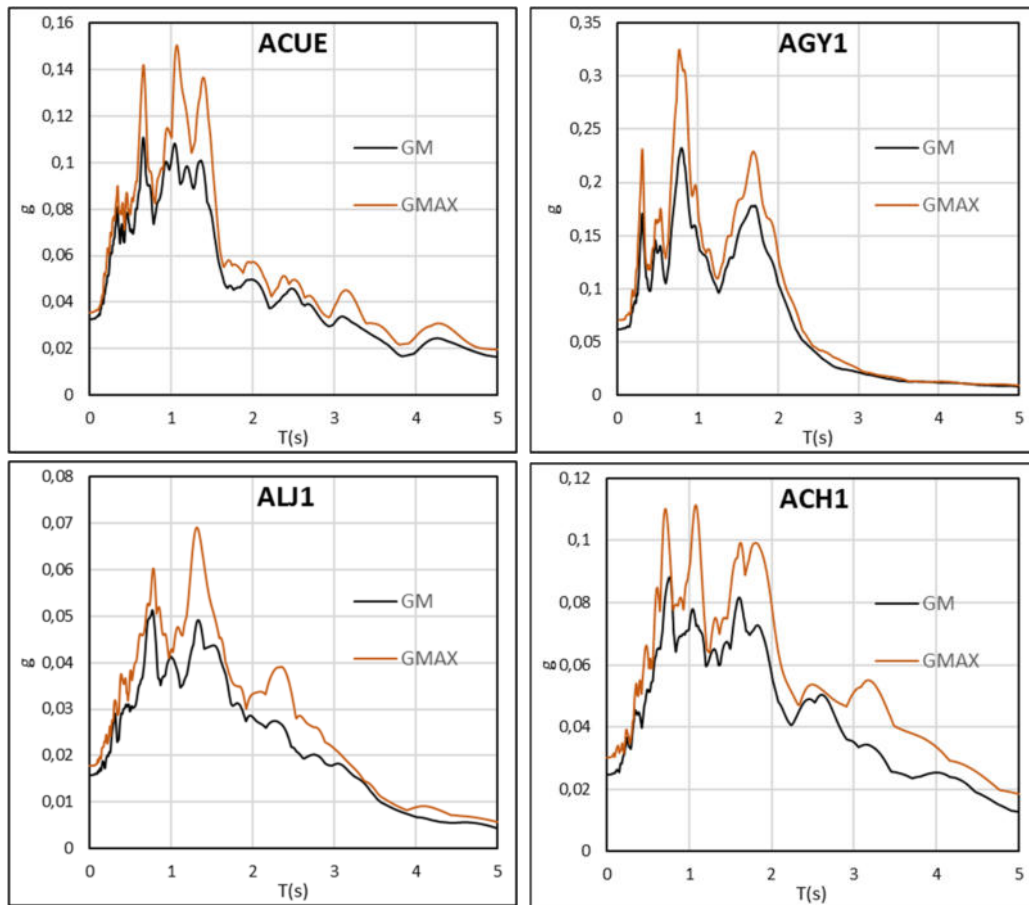 ACUE
0,16
0,14
0,12
0,1
0,08
0,06
0,04
0,02
0
g
GM
GMAX
0 1 2 3 4 5
T(s)
AGY1
0,35
0,3
0,25
0,2
0,15
0,1
0,05
0
g
GM
GMAX
0 1 2 3 4 5
T(s)
ALJ1
0,08
0,07
0,06
0,05
0,04
0,03
0,02
0,01
0
g
GM
GMAX
0 1 2 3 4 5
T(s)
ACH1
0,12
0,1
0,08
0,06
0,04
0,02
0
g
GM
GMAX
0 1 2 3 4 5
T(s)